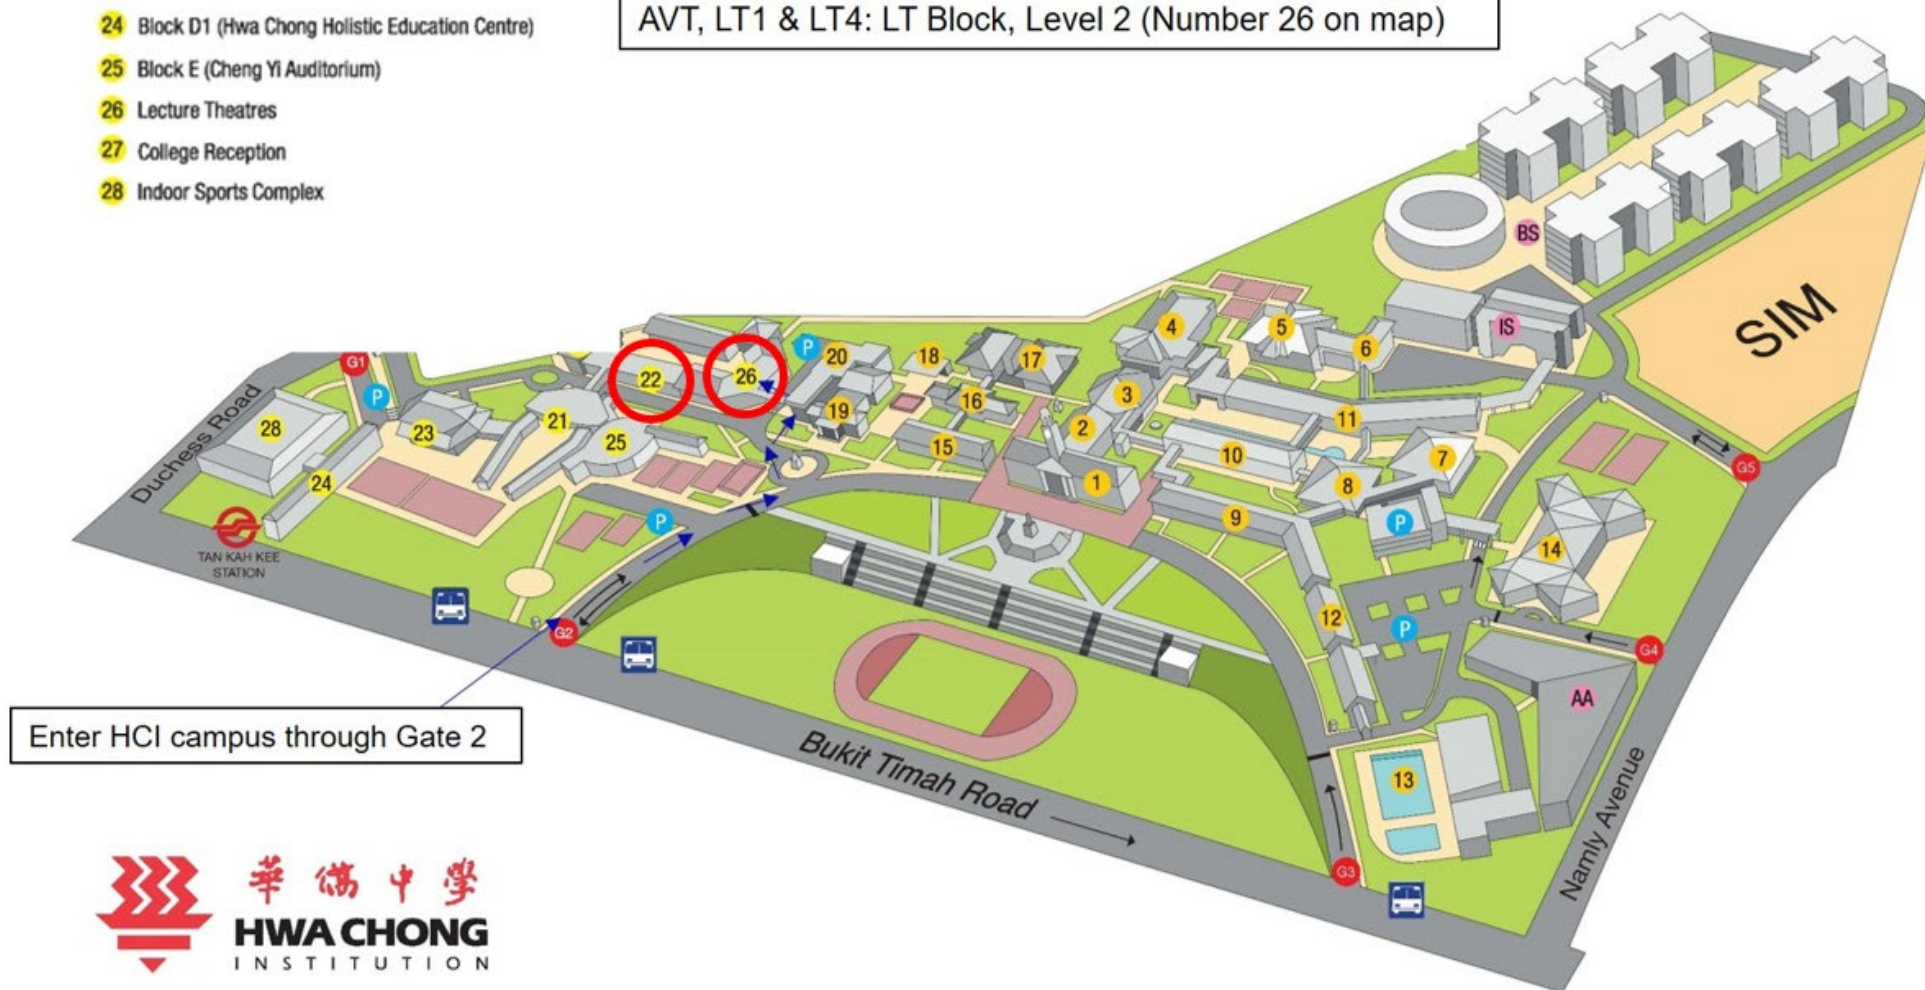 24 Block D1 (Hwa Chong Holistic Education Centre)
25 Block E (Cheng Yi Auditorium)
26 Lecture Theatres
27 College Reception
28 Indoor Sports Complex
AVT, LT1 & LT4: LT Block, Level 2 (Number 26 on map)
BS
SIM
IS
4
5
6
G1
P
22
26
P
20
18
17
3
16
19
11
2
15
10
7
G5
28
P
23
21
25
24
1
8
9
P
P
14
Duchess Road
TAN KAH KEE
STATION
12
P
G2
G4
AA
Enter HCI campus through Gate 2
Bukit Timah Road
13
Namly Avenue
G3
華僑中學
HWA CHONG
INSTITUTION